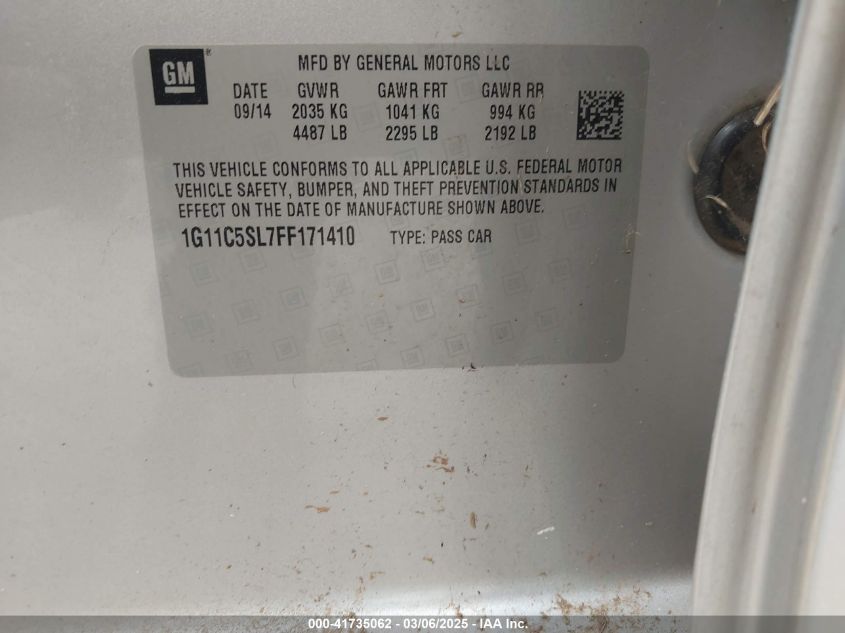 GM ® MFD BY GENERAL MOTORS LLC
DATE GVWR GAWR FRT GAWR RR
09/14 2035 KG 1041 KG 994 KG
4487 LB 2295 LB 2192 LB
THIS VEHICLE CONFORMS TO ALL APPLICABLE U.S. FEDERAL MOTOR
VEHICLE SAFETY, BUMPER, AND THEFT PREVENTION STANDARDS IN
EFFECT ON THE DATE OF MANUFACTURE SHOWN ABOVE.
1G11C5SL7FF171410 TYPE: PASS CAR
000-41735062 - 03/06/2025 - IAA Inc.